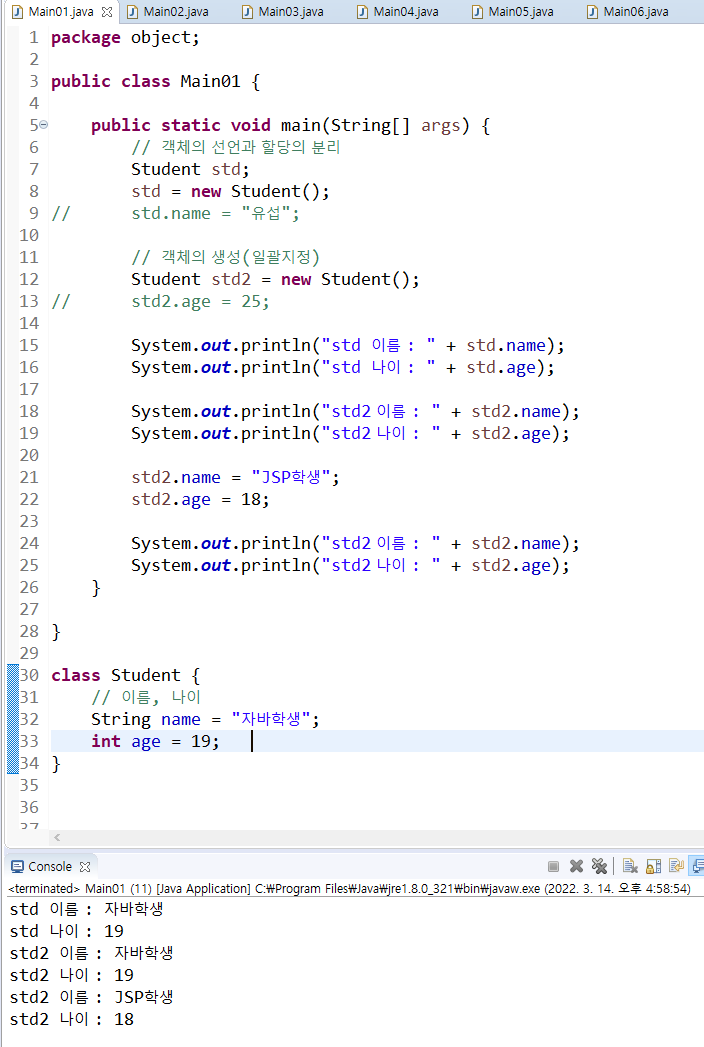 Main01.java Main02.java Main03.java Main04.java Main05.java Main06.java
1 package object;
2
3 public class Main01 {
4
5 public static void main(String[] args) {
6 // 객체의 선언과 할당의 분리
7 Student std;
8 std = new Student();
9 // std.name = "유섭";
10
11 // 객체의 생성(일괄지정)
12 Student std2 = new Student();
13 // std2.age = 25;
14
15 System.out.println("std 이름 : " + std.name);
16 System.out.println("std 나이 : " + std.age);
17
18 System.out.println("std2 이름 : " + std2.name);
19 System.out.println("std2 나이 : " + std2.age);
20
21 std2.name = "JSP학생";
22 std2.age = 18;
23
24 System.out.println("std2 이름 : " + std2.name);
25 System.out.println("std2 나이 : " + std2.age);
26 }
27
28 }
29
30 class Student {
31 // 이름, 나이
32 String name = "자바학생";
33 int age = 19;
34 }
35
36
37
Console
<terminated> Main01 (11) [Java Application] C:₩Program Files₩Java₩jre1.8.0_321₩bin₩javaw.exe (2022. 3. 14. 오후 4:58:54)
std 이름 : 자바학생
std 나이 : 19
std2 이름 : 자바학생
std2 나이 : 19
std2 이름 : JSP학생
std2 나이 : 18